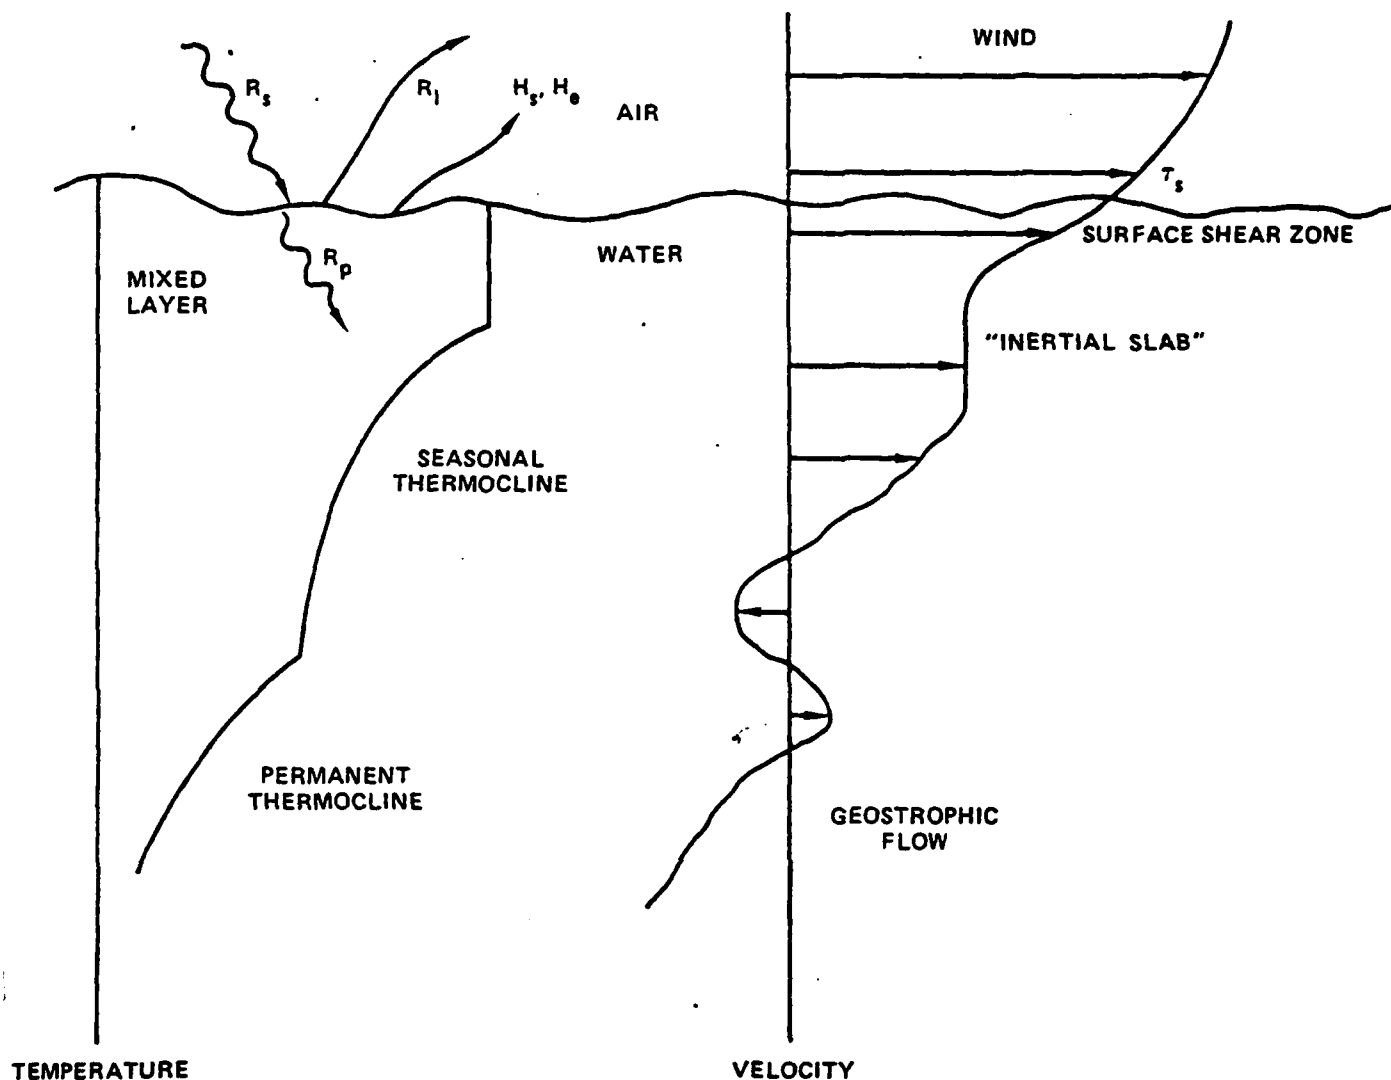 WIND
R_s
R_l
H_s, H_e
AIR
τ_s
SURFACE SHEAR ZONE
WATER
R_p
MIXED
LAYER
"INERTIAL SLAB"
SEASONAL
THERMOCLINE
PERMANENT
THERMOCLINE
GEOSTROPHIC
FLOW
TEMPERATURE
VELOCITY